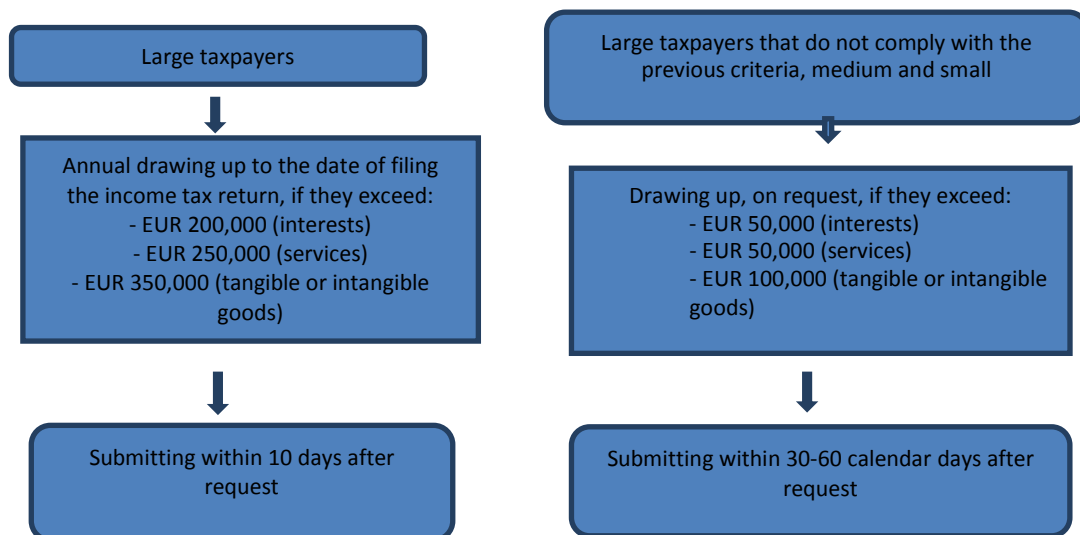 Large taxpayers
Annual drawing up to the date of filing
the income tax return, if they exceed:
- EUR 200,000 (interests)
- EUR 250,000 (services)
- EUR 350,000 (tangible or intangible
goods)
Submitting within 10 days after
request
Large taxpayers that do not comply with the
previous criteria, medium and small
Drawing up, on request, if they exceed:
- EUR 50,000 (interests)
- EUR 50,000 (services)
- EUR 100,000 (tangible or intangible
goods)
Submitting within 30-60 calendar days after
request